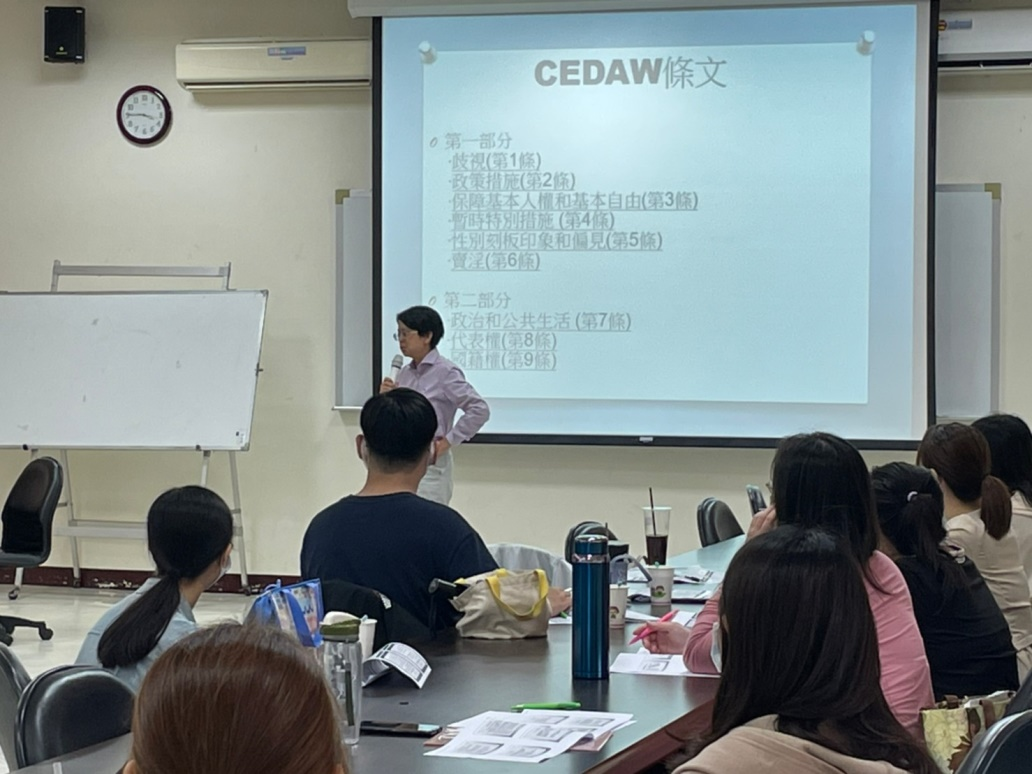 CEDAW條文
第一部分
歧視(第1條)
政策措施(第2條)
保障基本人權和基本自由(第3條)
暫時特別措施 (第4條)
性別刻板印象和偏見(第5條)
賣淫(第6條)
第二部分
政治和公共生活 (第7條)
代表權(第8條)
國籍權(第9條)